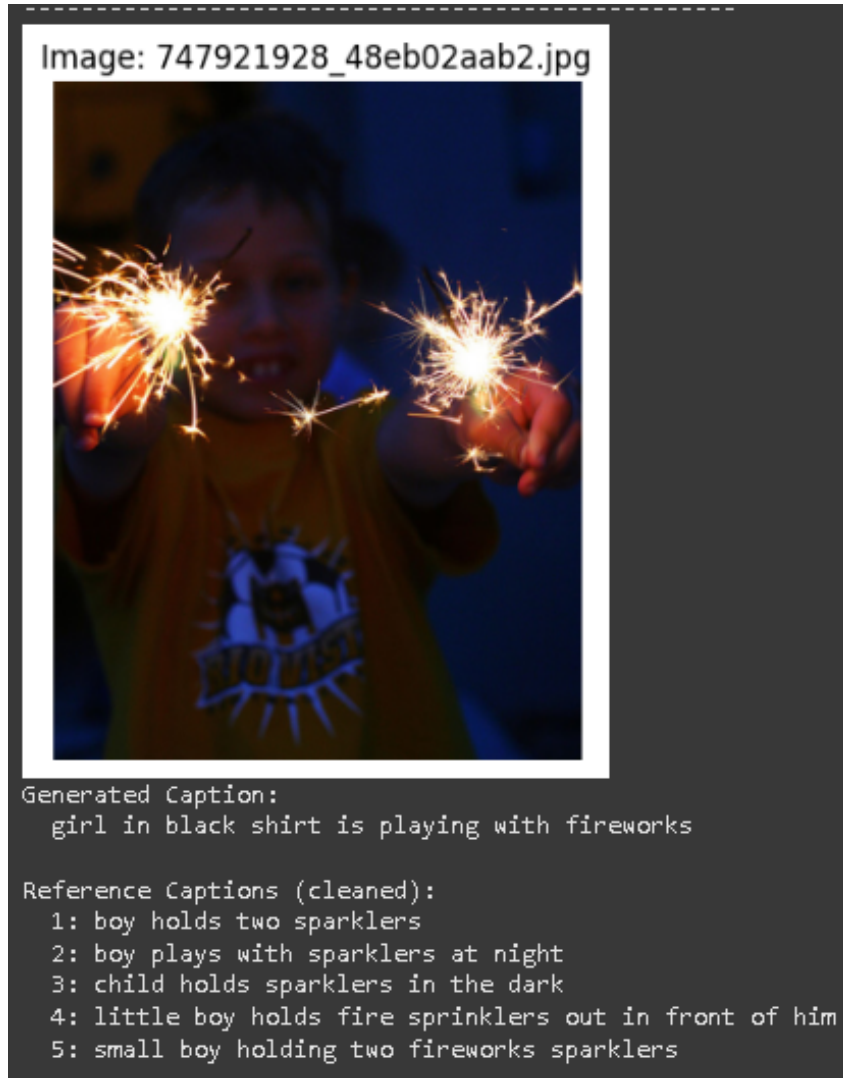 Image: 747921928_48eb02aab2.jpg
RIO VISTA
Generated Caption:
girl in black shirt is playing with fireworks
Reference Captions (cleaned):
1: boy holds two sparklers
2: boy plays with sparklers at night
3: child holds sparklers in the dark
4: little boy holds fire sprinklers out in front of him
5: small boy holding two fireworks sparklers